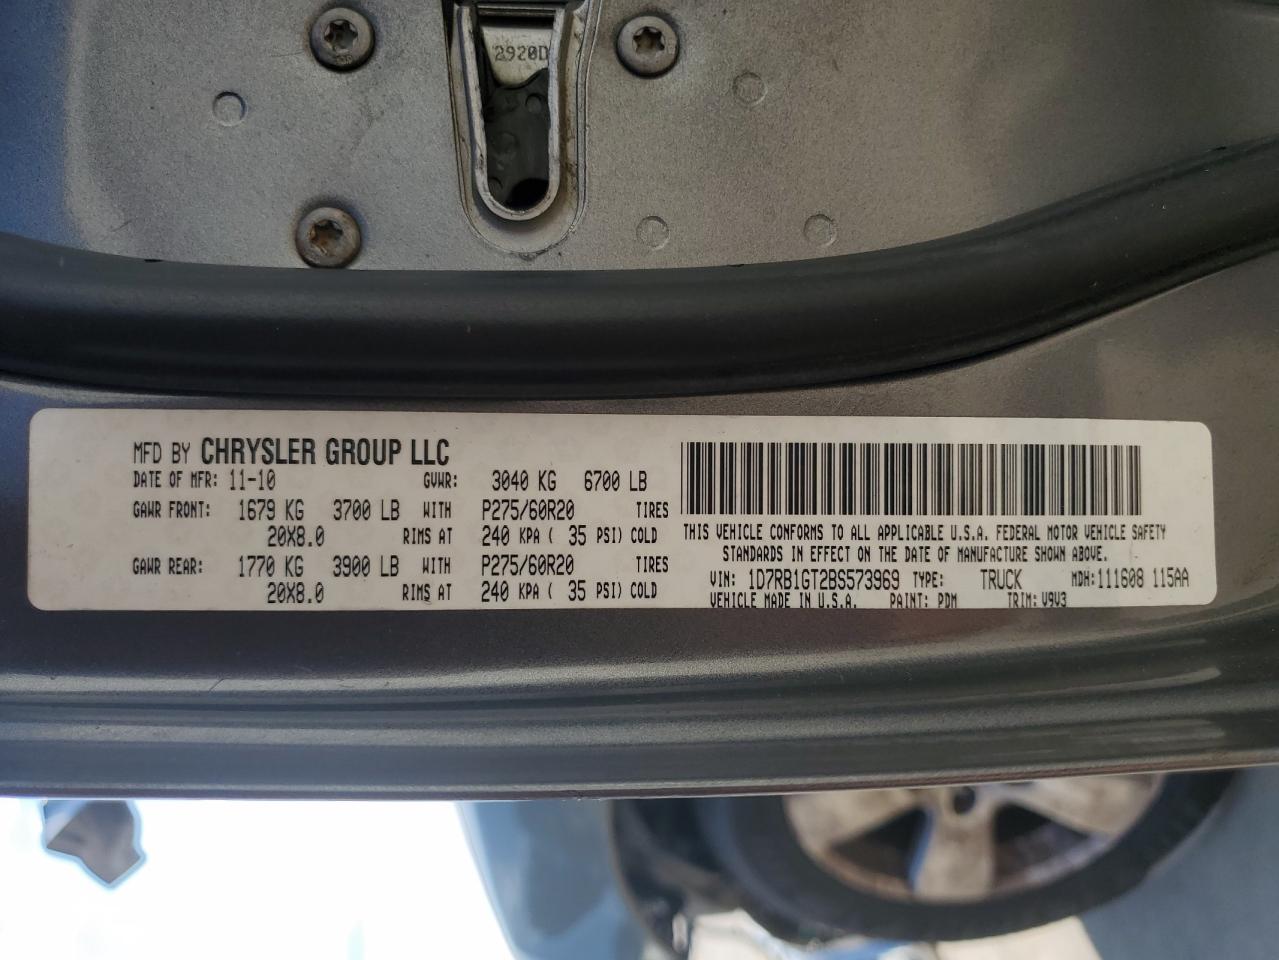 2920D
MFD BY CHRYSLER GROUP LLC
DATE OF MFR: 11-10 GVWR: 3040 KG 6700 LB
GAWR FRONT: 1679 KG 3700 LB WITH P275/60R20 TIRES
20X8.0 RIMS AT 240 KPA ( 35 PSI) COLD
GAWR REAR: 1770 KG 3900 LB WITH P275/60R20 TIRES
20X8.0 RIMS AT 240 KPA ( 35 PSI) COLD
THIS VEHICLE CONFORMS TO ALL APPLICABLE U.S.A. FEDERAL MOTOR VEHICLE SAFETY
STANDARDS IN EFFECT ON THE DATE OF MANUFACTURE SHOWN ABOVE.
VIN: 1D7RB1GT2BS573969 TYPE: TRUCK MDH: 111608 115AA
VEHICLE MADE IN U.S.A. PAINT: PDM TRIM: V9V3